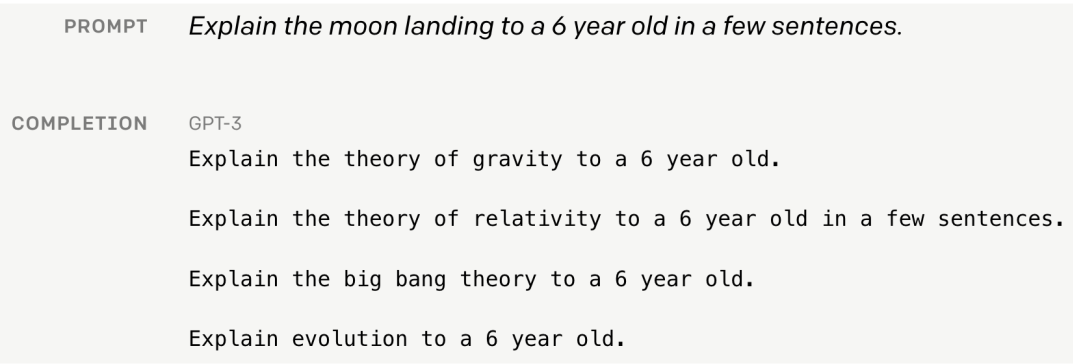 PROMPT Explain the moon landing to a 6 year old in a few sentences.
COMPLETION GPT-3
Explain the theory of gravity to a 6 year old.
Explain the theory of relativity to a 6 year old in a few sentences.
Explain the big bang theory to a 6 year old.
Explain evolution to a 6 year old.